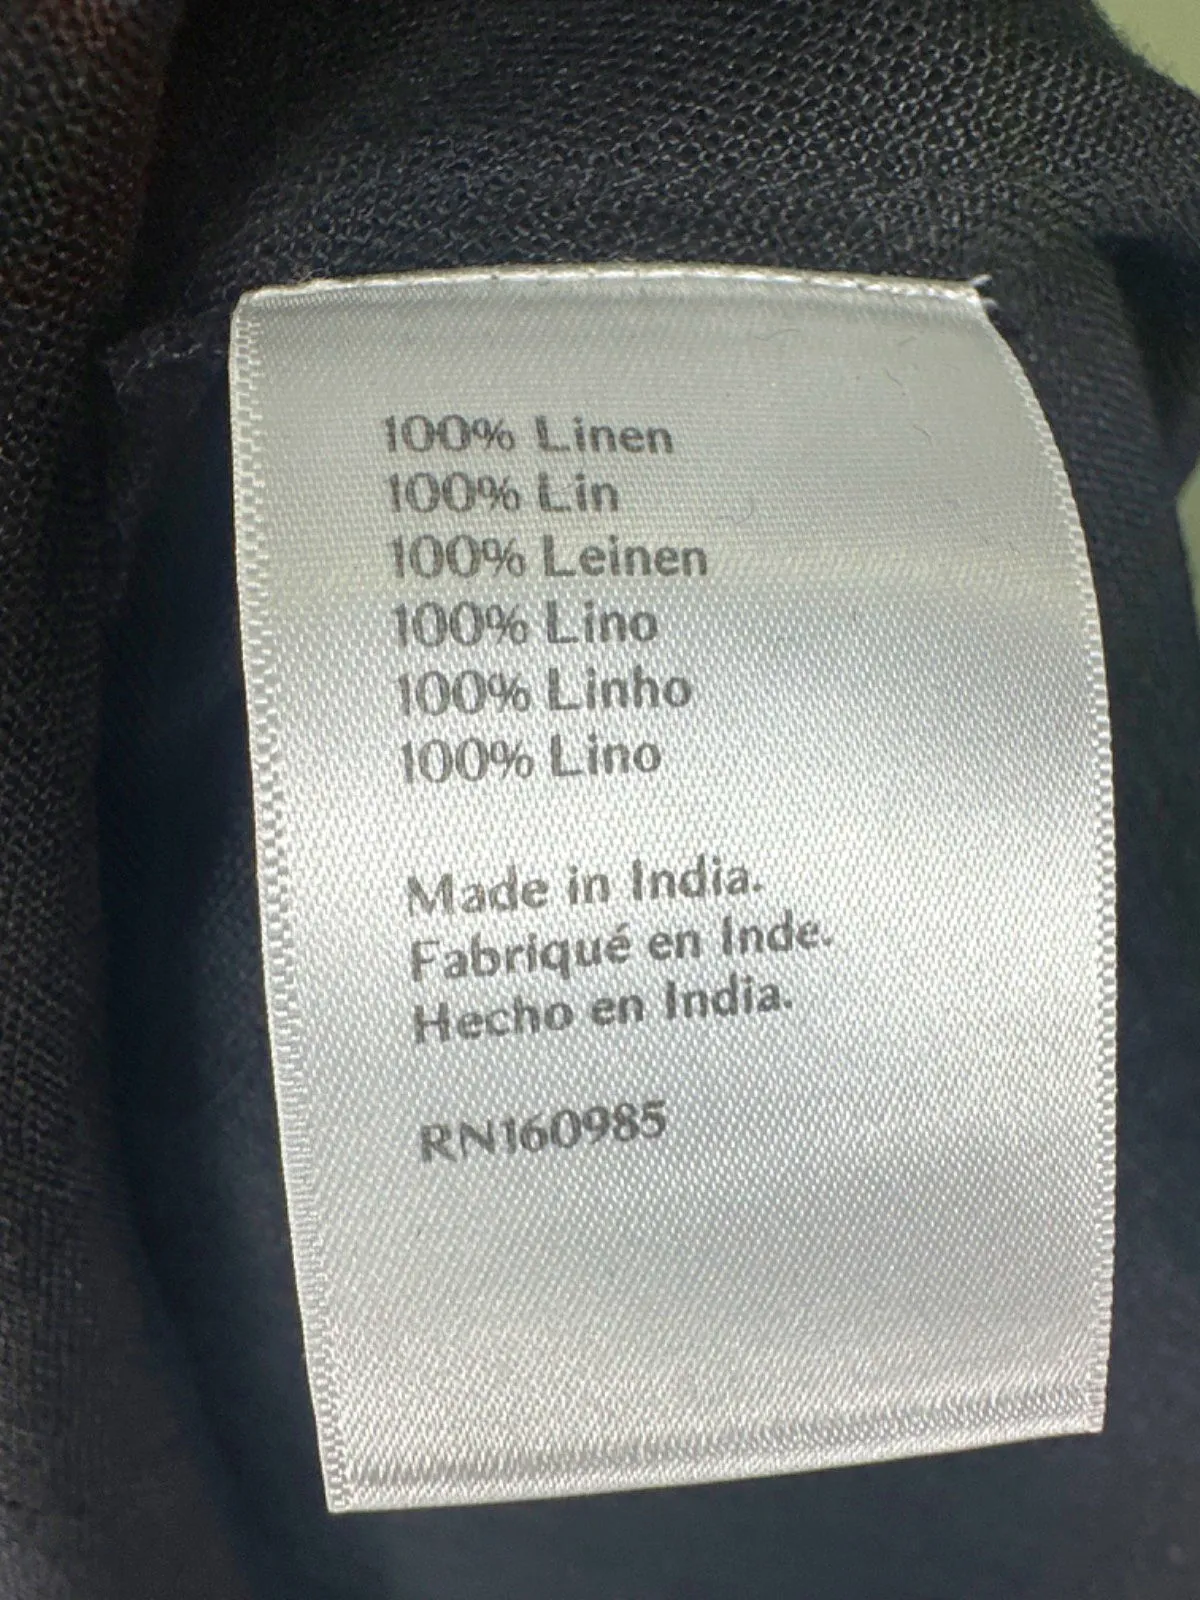 100% Linen
100% Lin
100% Leinen
100% Lino
100% Linho
100% Lino
Made in India.
Fabriqué en Inde.
Hecho en India.
RN160985